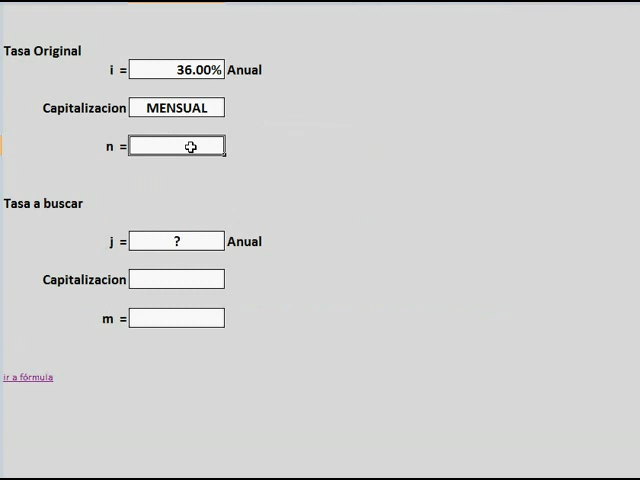 Tasa Original
i = 36.00% Anual
Capitalizacion MENSUAL
n =
Tasa a buscar
j = ? Anual
Capitalizacion
m =
ir a fórmula